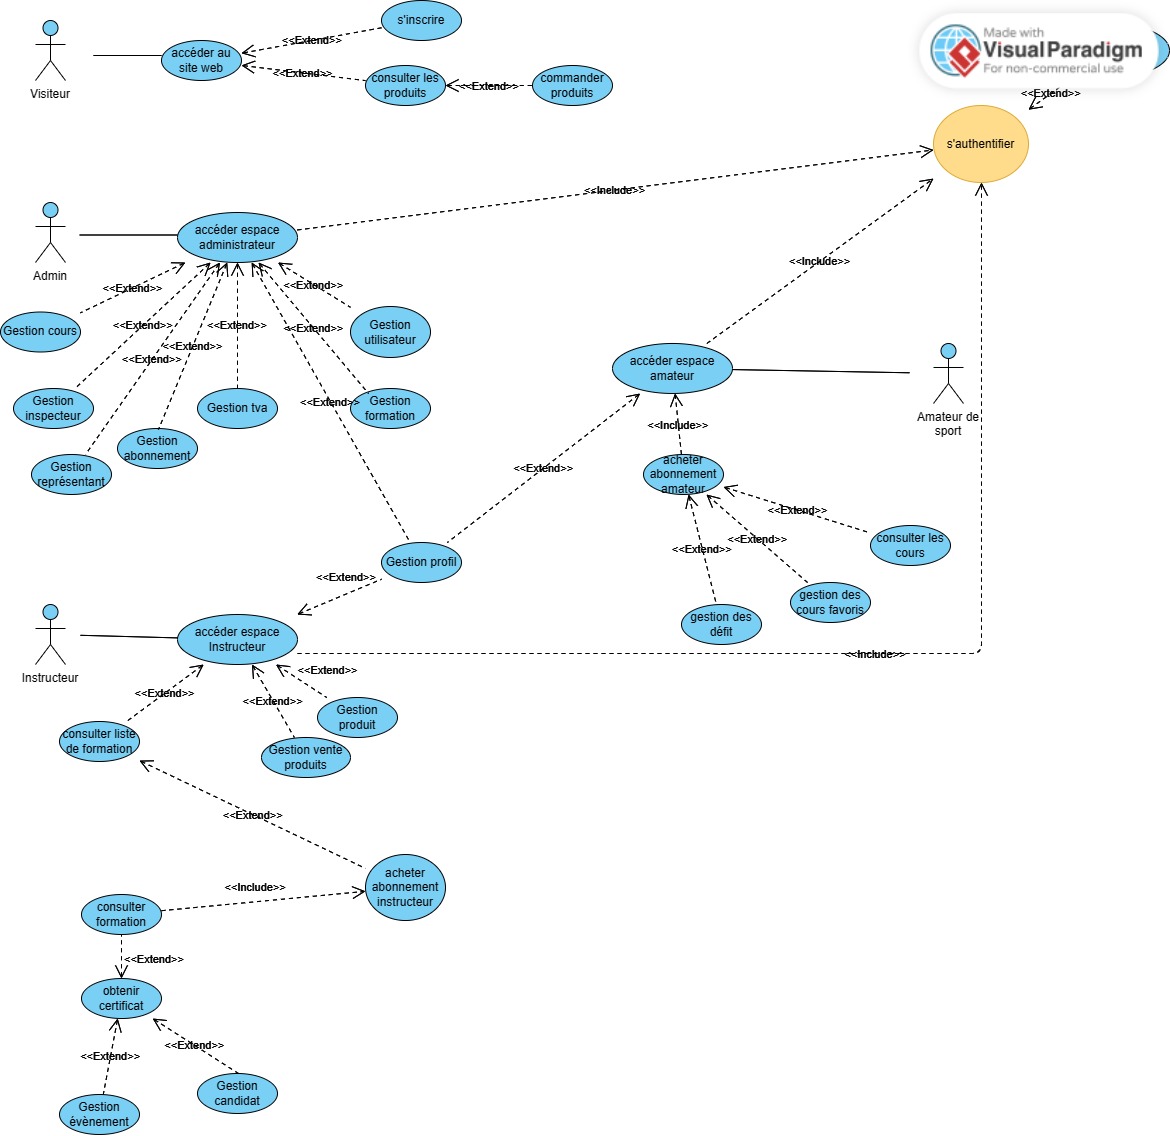 s'inscrire
<<Extend>>
accéder au
site web
<<Extend>>
consulter les
produits
<<Extend>>
commander
produits
Visiteur
Made with
VisualParadigm
For non-commercial use
<<Extend>>
s'authentifier
<<Include>>
accéder espace
administrateur
Admin
<<Include>>
<<Extend>>
<<Extend>>
Gestion cours
<<Extend>>
<<Extend>>
<<Extend>>
Gestion
utilisateur
<<Extend>>
<<Extend>>
accéder espace
amateur
Amateur de
sport
Gestion
inspecteur
Gestion tva
<<Extend>>
Gestion
formation
<<Include>>
Gestion
abonnement
Gestion
représentant
<<Extend>>
acheter
abonnement
amateur
<<Extend>>
consulter les
cours
<<Extend>>
<<Extend>>
Gestion profil
<<Extend>>
gestion des
cours favoris
gestion des
défit
accéder espace
Instructeur
<<Include>>
Instructeur
<<Extend>>
<<Extend>>
<<Extend>>
Gestion
produit
consulter liste
de formation
Gestion vente
produits
<<Extend>>
acheter
abonnement
instructeur
<<Include>>
consulter
formation
<<Extend>>
obtenir
certificat
<<Extend>>
<<Extend>>
Gestion
candidat
Gestion
évènement